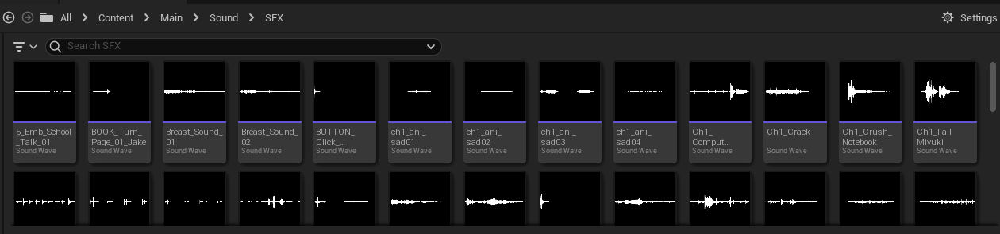 All > Content > Main > Sound > SFX
Settings
Search SFX
5_Emb_School
_Talk_01
Sound Wave
BOOK_Turn_
Page_01_Jake
Sound Wave
Breast_Sound_
01
Sound Wave
Breast_Sound_
02
Sound Wave
BUTTON_
Click_...
Sound Wave
ch1_ani_
sad01
Sound Wave
ch1_ani_
sad02
Sound Wave
ch1_ani_
sad03
Sound Wave
ch1_ani_
sad04
Sound Wave
Ch1_
Comput...
Sound Wave
Ch1_Crack
Sound Wave
Ch1_Crush_
Notebook
Sound Wave
Ch1_Fall
Miyuki
Sound Wave